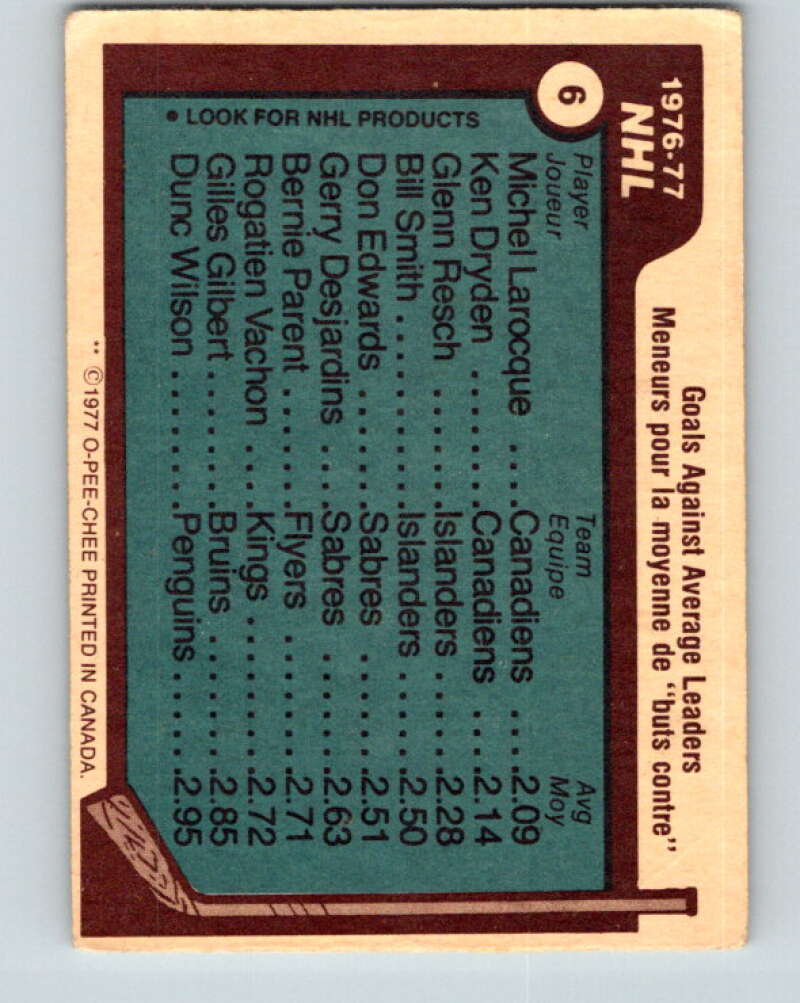 1976-77
NHL
Goals Against Average Leaders
Meneurs pour la moyenne de "buts contre"
6
Player Team Avg
Joueur Equipe Moy
Michel Larocque .... Canadiens .... 2.09
Ken Dryden ........ Canadiens .... 2.14
Glenn Resch ....... Islanders ..... 2.28
Bill Smith .......... Islanders ...... 2.50
Don Edwards ...... Sabres ....... 2.51
Gerry Desjardins .... Sabres ....... 2.63
Bernie Parent ...... Flyers ........ 2.71
Rogatien Vachon .... Kings ........ 2.72
Gilles Gilbert ....... Bruins ........ 2.85
Dunc Wilson ........ Penguins ...... 2.95
• LOOK FOR NHL PRODUCTS
** ©1977 O-PEE-CHEE PRINTED IN CANADA.